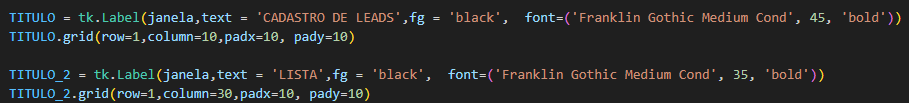 TITULO = tk.Label(janela,text = 'CADASTRO DE LEADS',fg = 'black',  font=('Franklin Gothic Medium Cond', 45, 'bold'))
TITULO.grid(row=1,column=10,padx=10, pady=10)
TITULO_2 = tk.Label(janela,text = 'LISTA',fg = 'black',  font=('Franklin Gothic Medium Cond', 35, 'bold'))
TITULO_2.grid(row=1,column=30,padx=10, pady=10)